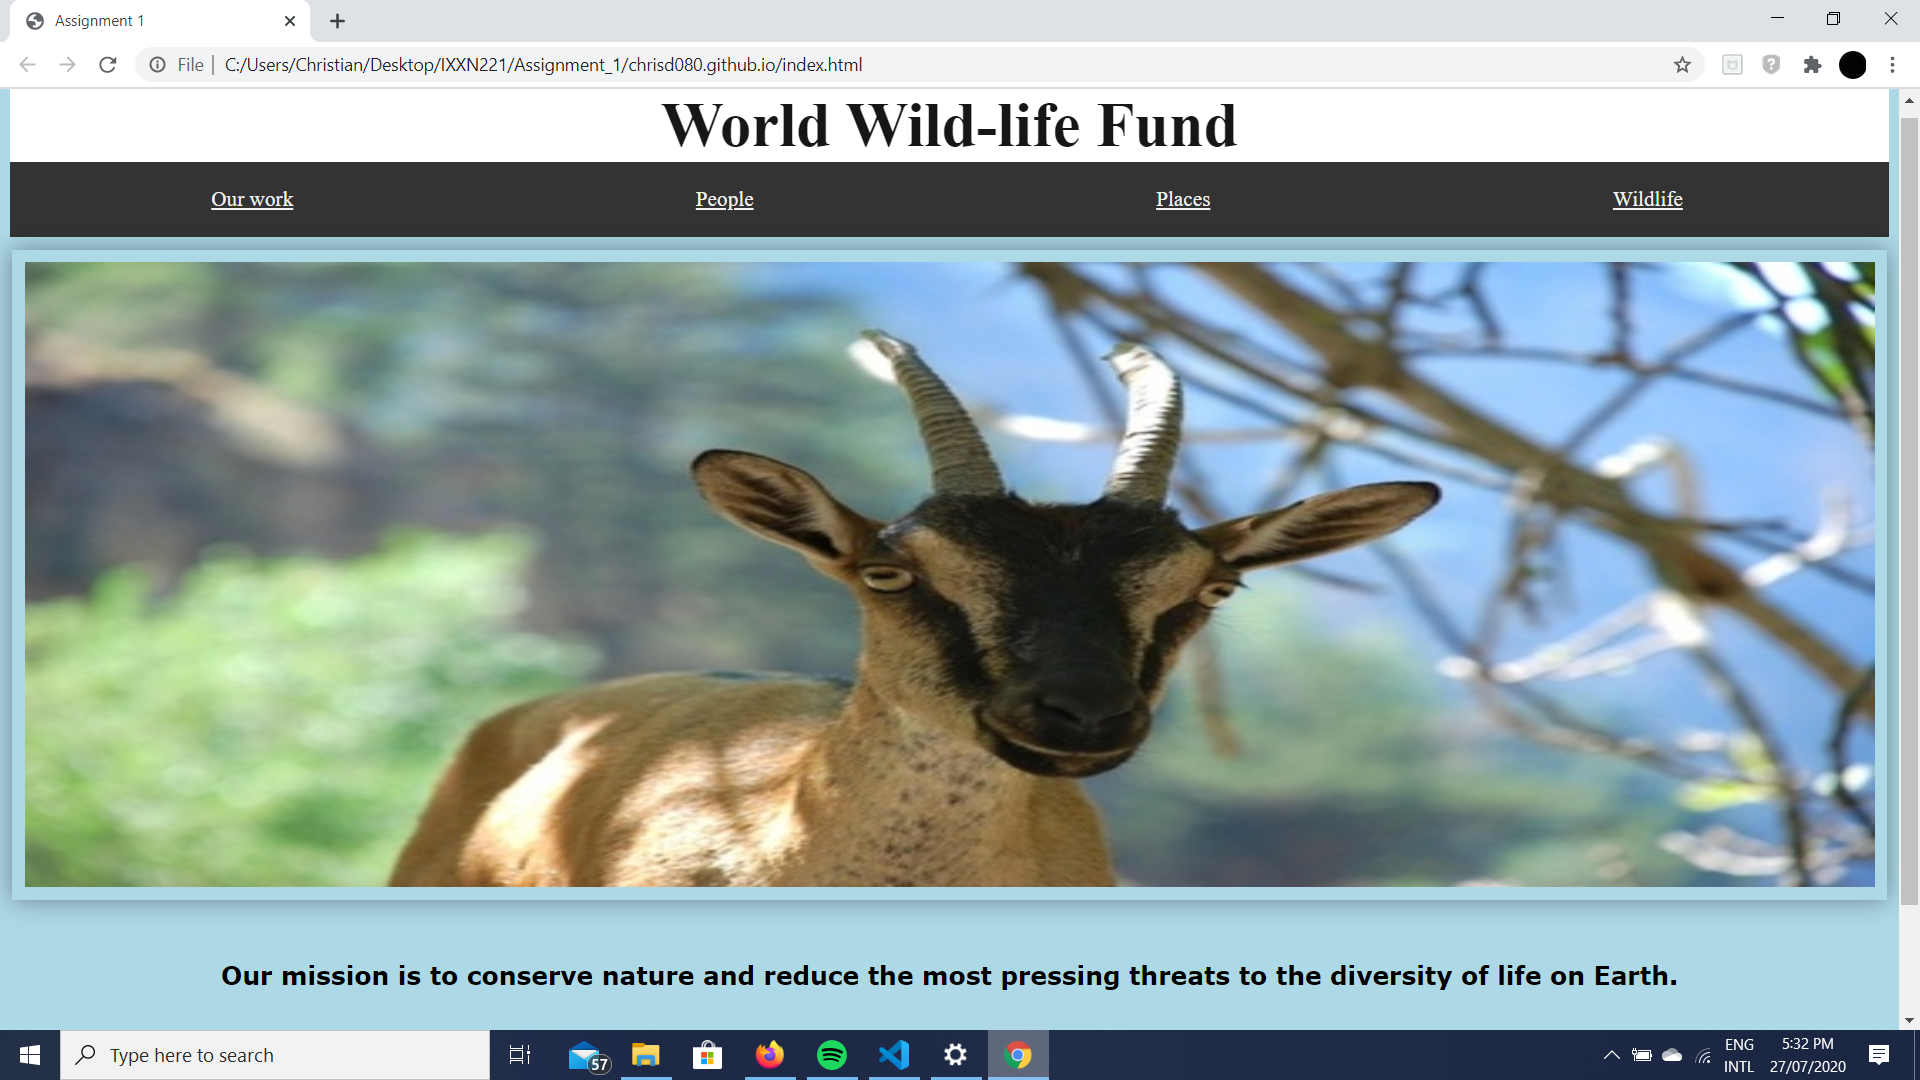 Assignment 1
File
C:/Users/Christian/Desktop/IXXN221/Assignment_1/chrisd080.github.io/index.html
World Wild-life Fund
Our work People Places Wildlife
Our mission is to conserve nature and reduce the most pressing threats to the diversity of life on Earth.
Type here to search
57
ENG
INTL
5:32 PM
27/07/2020